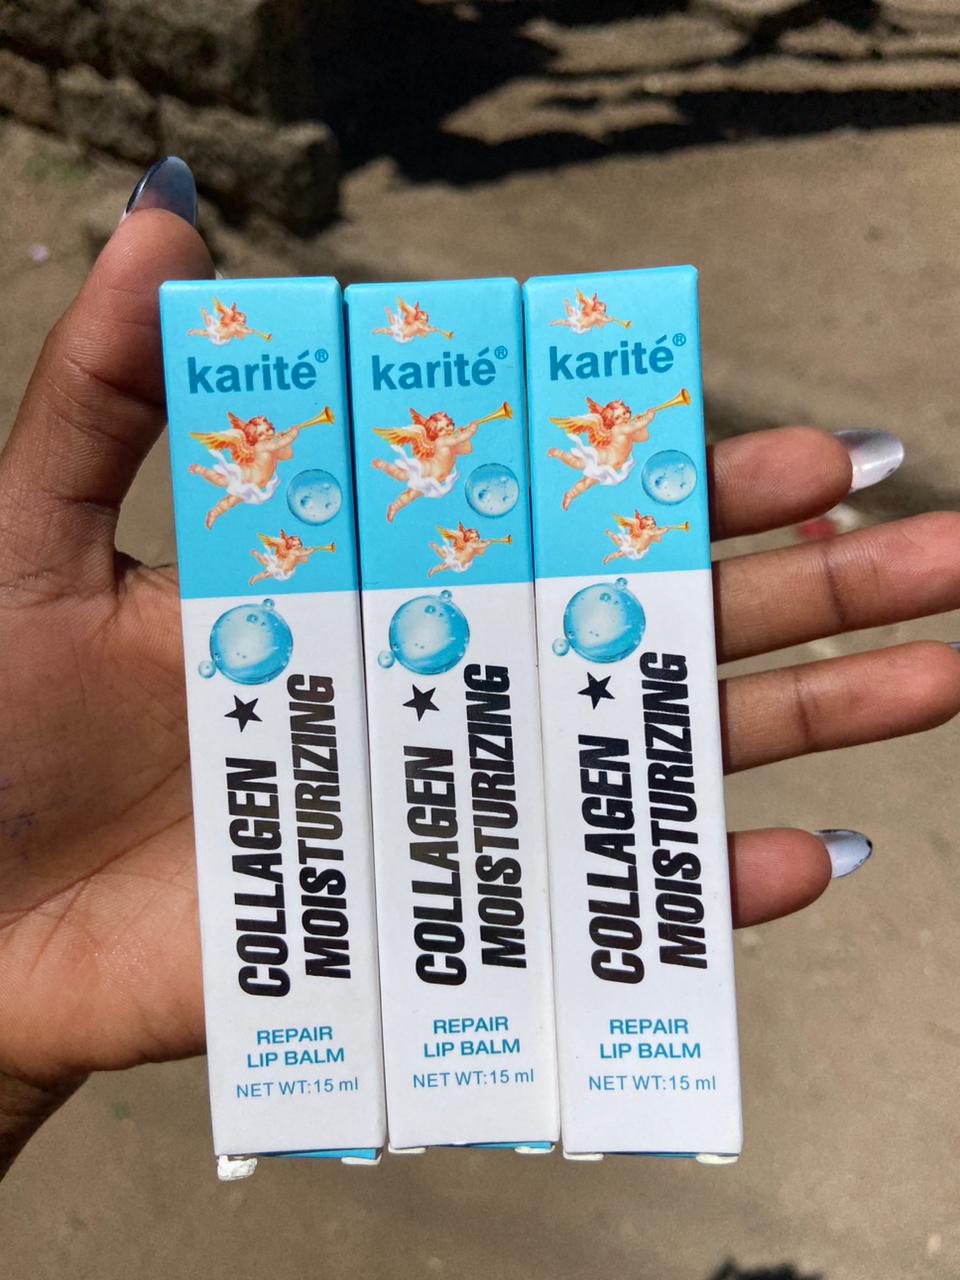 karité®
COLLAGEN ★
MOISTURIZING
REPAIR
LIP BALM
NET WT:15 ml
karité®
COLLAGEN ★
MOISTURIZING
REPAIR
LIP BALM
NET WT:15 ml
karité®
COLLAGEN ★
MOISTURIZING
REPAIR
LIP BALM
NET WT:15 ml